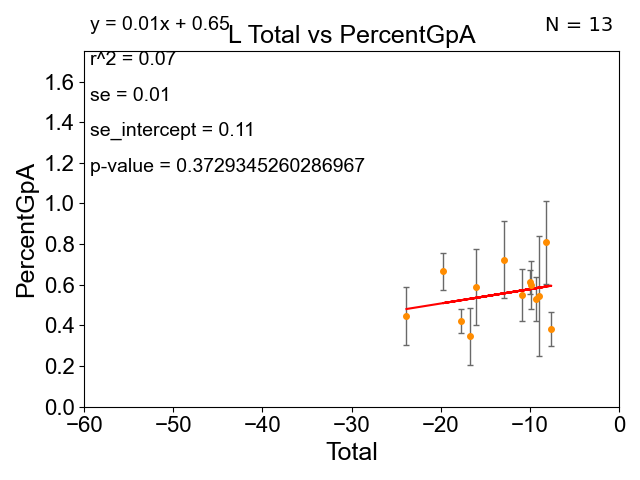 y = 0.01x + 0.65
N = 13
L Total vs PercentGpA
r^2 = 0.07
se = 0.01
se_intercept = 0.11
p-value = 0.3729345260286967
PercentGpA
1.6
1.4
1.2
1.0
0.8
0.6
0.4
0.2
0.0
−60 −50 −40 −30 −20 −10 0
Total